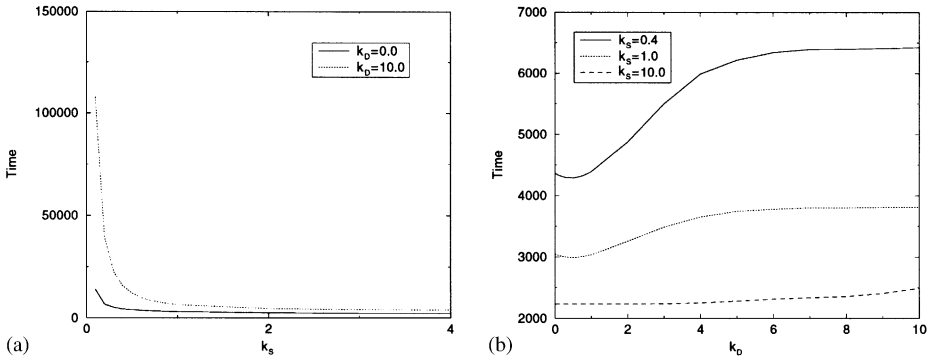 150000
100000
50000
0
Time
0
2
4
k_S
k_D=0.0
k_D=10.0
(a)
7000
6000
5000
4000
3000
2000
Time
0
2
4
6
8
10
k_D
k_S=0.4
k_S=1.0
k_S=10.0
(b)